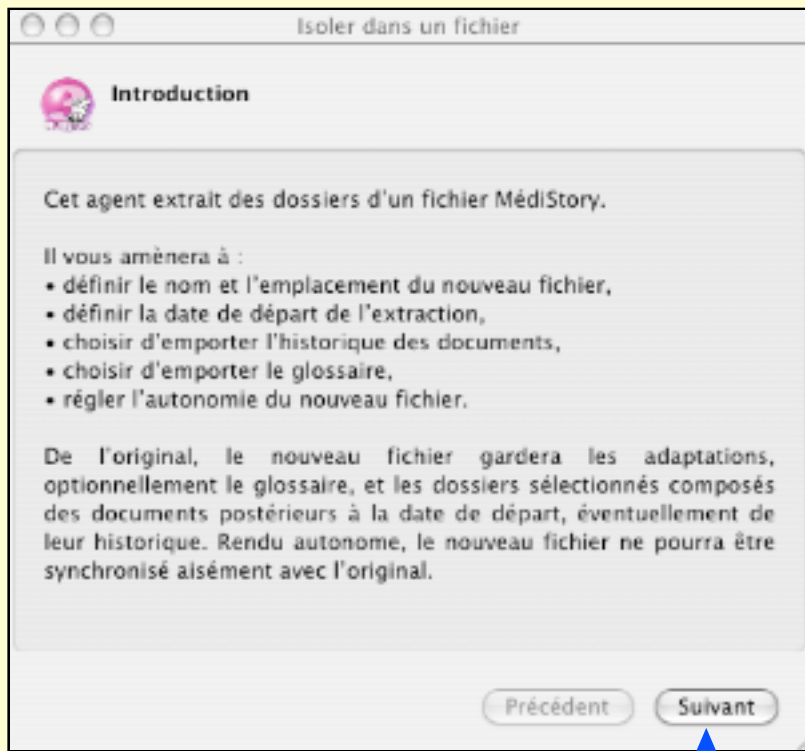 Isoler dans un fichier
Introduction
Cet agent extrait des dossiers d'un fichier MédiStory.
Il vous amènera à :
• définir le nom et l'emplacement du nouveau fichier,
• définir la date de départ de l'extraction,
• choisir d'emporter l'historique des documents,
• choisir d'emporter le glossaire,
• régler l'autonomie du nouveau fichier.
De l'original, le nouveau fichier gardera les adaptations,
optionnellement le glossaire, et les dossiers sélectionnés composés
des documents postérieurs à la date de départ, éventuellement de
leur historique. Rendu autonome, le nouveau fichier ne pourra être
synchronisé aisément avec l'original.
Précédent
Suivant